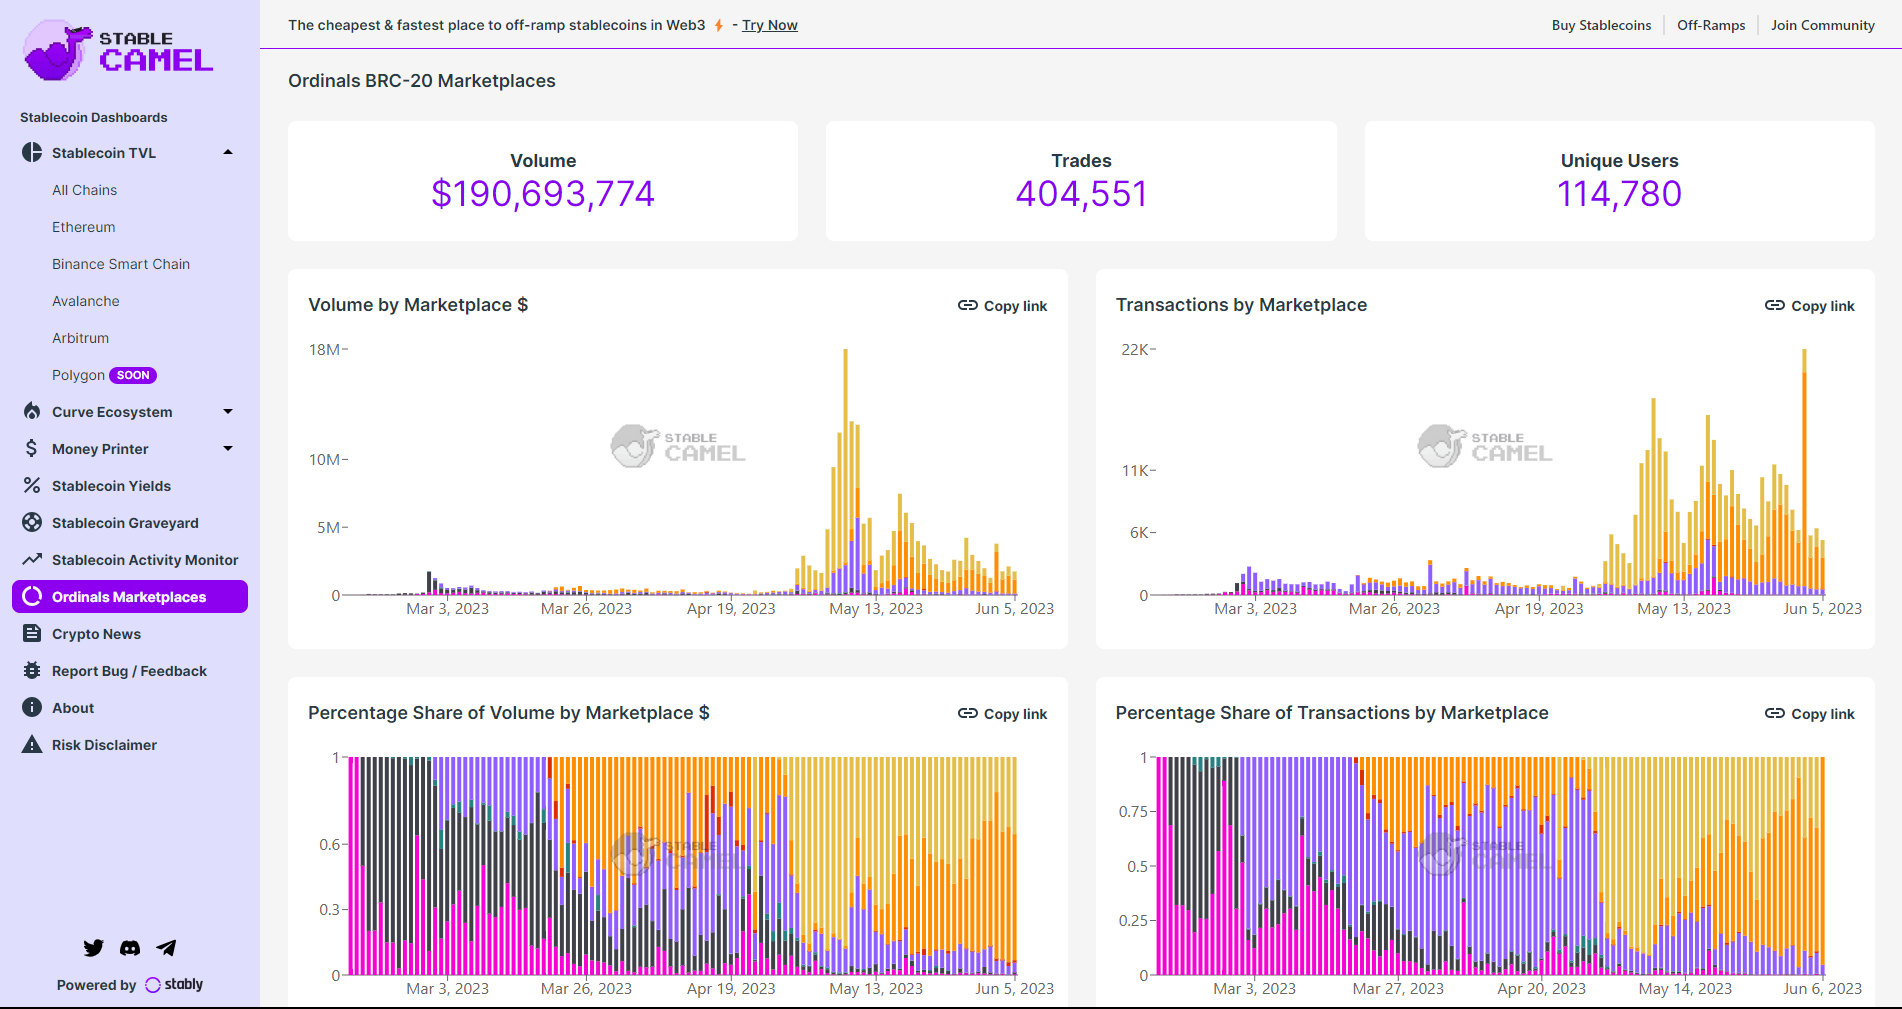 STABLE
CAMEL
Stablecoin Dashboards
Stablecoin TVL
All Chains
Ethereum
Binance Smart Chain
Avalanche
Arbitrum
Polygon SOON
Curve Ecosystem
Money Printer
Stablecoin Yields
Stablecoin Graveyard
Stablecoin Activity Monitor
Ordinals Marketplaces
Crypto News
Report Bug / Feedback
About
Risk Disclaimer
Powered by stably
The cheapest & fastest place to off-ramp stablecoins in Web3 - Try Now
Buy Stablecoins
Off-Ramps
Join Community
Ordinals BRC-20 Marketplaces
Volume
$190,693,774
Trades
404,551
Unique Users
114,780
Volume by Marketplace $
Copy link
18M
10M
5M
0
STABLE
CAMEL
Mar 3, 2023 Mar 26, 2023 Apr 19, 2023 May 13, 2023 Jun 5, 2023
Transactions by Marketplace
Copy link
22K
11K
6K
0
STABLE
CAMEL
Mar 3, 2023 Mar 26, 2023 Apr 19, 2023 May 13, 2023 Jun 5, 2023
Percentage Share of Volume by Marketplace $
Copy link
1
0.6
0.3
0
STABLE
CAMEL
Mar 3, 2023 Mar 26, 2023 Apr 19, 2023 May 13, 2023 Jun 5, 2023
Percentage Share of Transactions by Marketplace
Copy link
1
0.75
0.5
0.25
0
STABLE
CAMEL
Mar 3, 2023 Mar 27, 2023 Apr 20, 2023 May 14, 2023 Jun 6, 2023